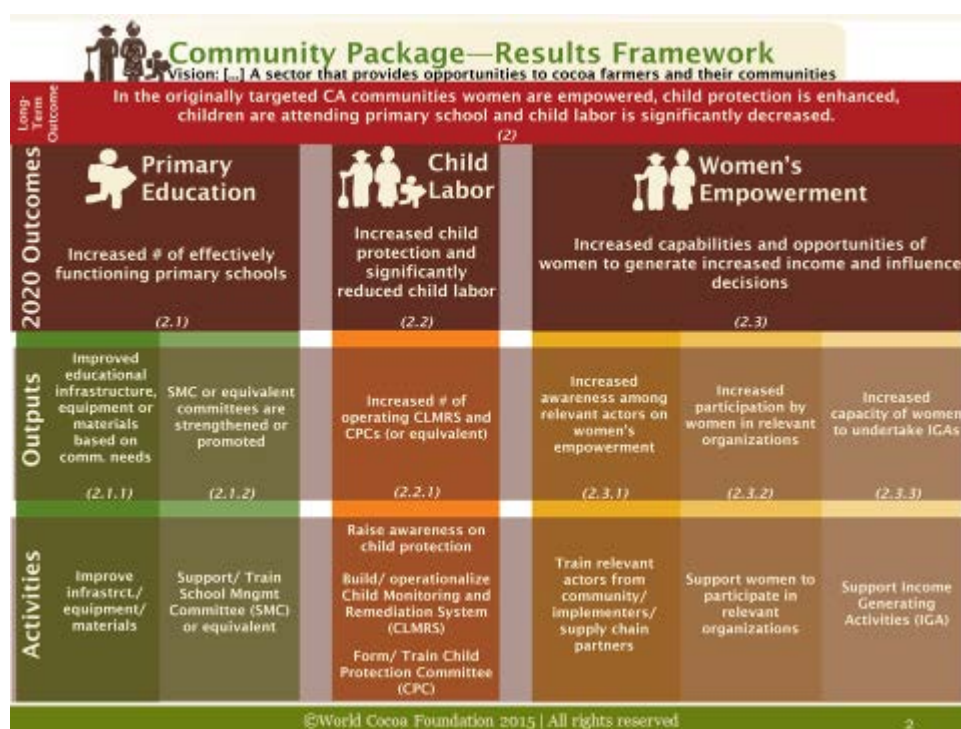 Community Package—Results Framework
Vision: [...] A sector that provides opportunities to cocoa farmers and their communities
Long-
Term
Outcome
In the originally targeted CA communities women are empowered, child protection is enhanced,
children are attending primary school and child labor is significantly decreased.
(2)
2020 Outcomes
Primary
Education
Increased # of effectively
functioning primary schools
(2.1)
Child
Labor
Increased child
protection and
significantly
reduced child labor
(2.2)
Women's
Empowerment
Increased capabilities and opportunities of
women to generate increased income and influence
decisions
(2.3)
Outputs
Improved
educational
infrastructure,
equipment or
materials
based on
comm. needs
(2.1.1)
SMC or equivalent
committees are
strengthened or
promoted
(2.1.2)
Increased # of
operating CLMRS and
CPCs (or equivalent)
(2.2.1)
Increased
awareness among
relevant actors on
women's
empowerment
(2.3.1)
Increased
participation by
women in relevant
organizations
(2.3.2)
Increased
capacity of women
to undertake IGAs
(2.3.3)
Activities
Improve
infrastrct./
equipment/
materials
Support/ Train
School Mngmt
Committee (SMC)
or equivalent
Raise awareness on
child protection
Build/ operationalize
Child Monitoring and
Remediation System
(CLMRS)
Form/ Train Child
Protection Committee
(CPC)
Train relevant
actors from
community/
implementers/
supply chain
partners
Support women to
participate in
relevant
organizations
Support Income
Generating
Activities (IGA)
©World Cocoa Foundation 2015 | All rights reserved
2